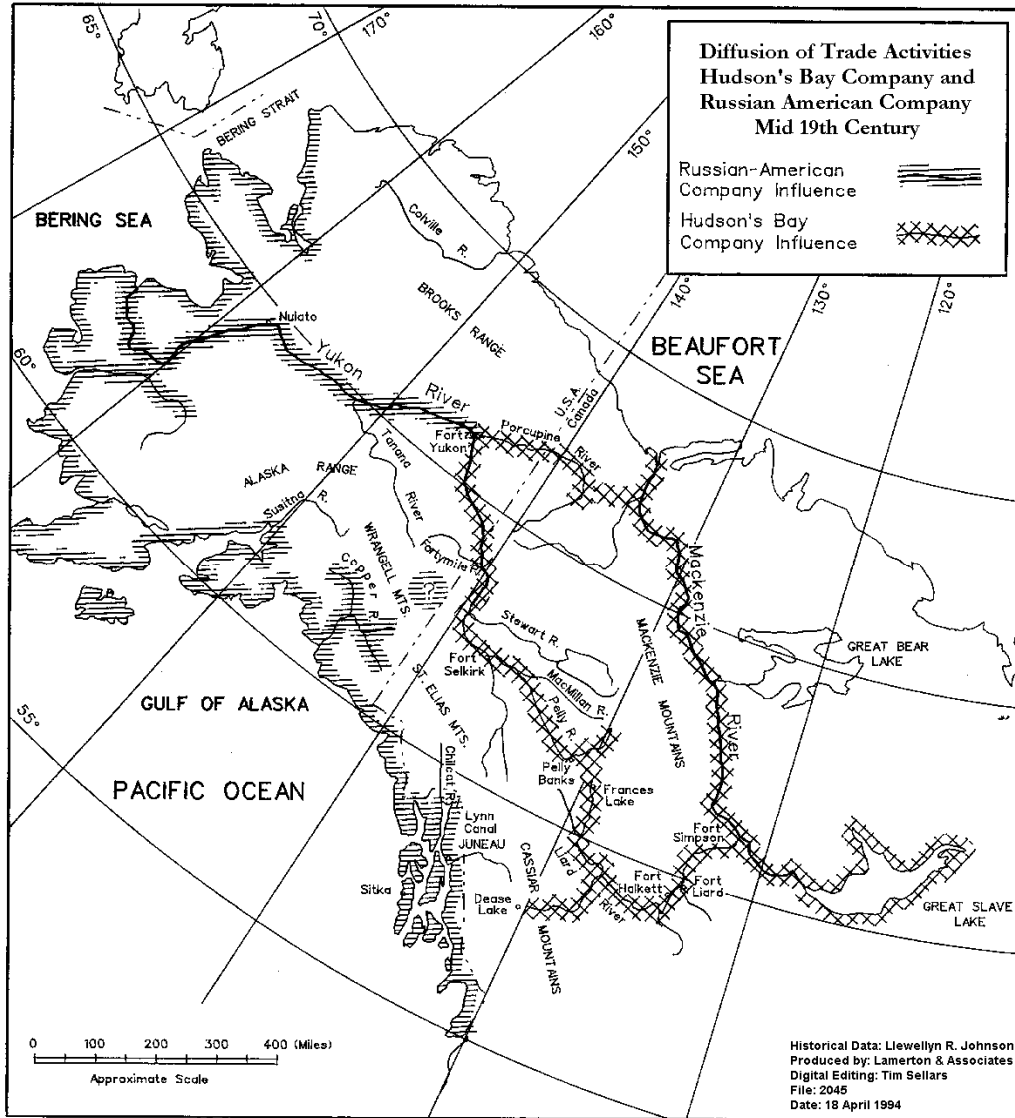 65°
70°
170°
160°
150°
140°
130°
120°
Diffusion of Trade Activities
Hudson's Bay Company and
Russian American Company
Mid 19th Century
Russian-American
Company Influence
Hudson's Bay
Company Influence
BERING STRAIT
BERING SEA
Colville R.
BROOKS RANGE
Nulato
60°
Yukon
River
BEAUFORT
SEA
U.S.A.
Canada
Fort
Yukon
Porcupine
River
Tanana
River
ALASKA RANGE
Susitna R.
WRANGELL MTS.
Copper R.
Fortymile R.
?
Mackenzie
River
Stewart R.
MACKENZIE MOUNTAINS
GREAT BEAR
LAKE
Fort
Selkirk
MacMillan R.
Pelly R.
ST. ELIAS MTS.
GULF OF ALASKA
55°
PACIFIC OCEAN
Chilcat R.
Pelly
Banks
Frances
Lake
Lynn
Canal
JUNEAU
Fort
Simpson
CASSIAR
MOUNTAINS
Liard
River
Sitka
Dease
Lake
Fort
Halkett
Fort
Liard
GREAT SLAVE
LAKE
0 100 200 300 400 (Miles)
Approximate Scale
Historical Data: Llewellyn R. Johnson
Produced by: Lamerton & Associates
Digital Editing: Tim Sellars
File: 2045
Date: 18 April 1994